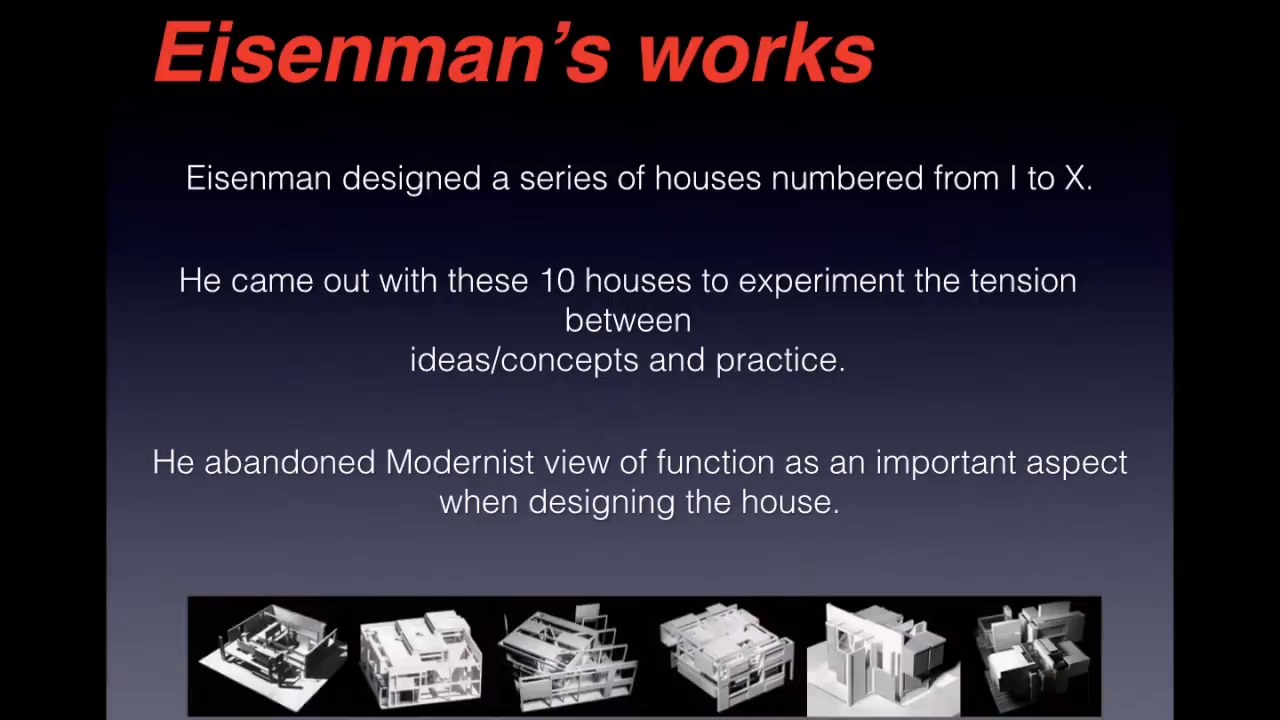 Eisenman’s works
Eisenman designed a series of houses numbered from I to X.
He came out with these 10 houses to experiment the tension
between
ideas/concepts and practice.
He abandoned Modernist view of function as an important aspect
when designing the house.